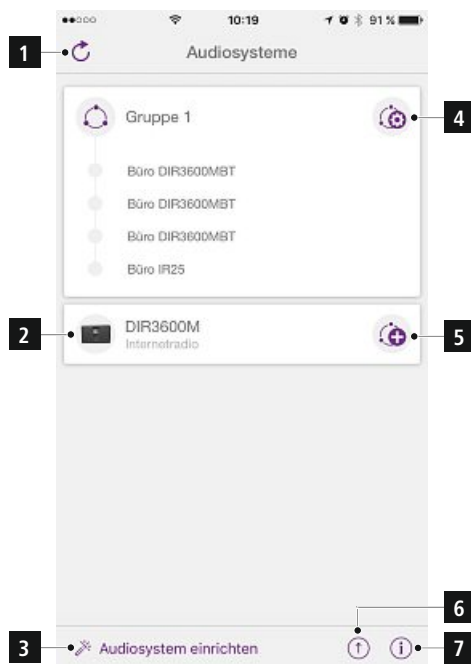 10:19
91 %
1
Audiosysteme
Gruppe 1
4
Büro DIR3600MBT
Büro DIR3600MBT
Büro DIR3600MBT
Büro IR25
2
DIR3600M
5
Internotradio
6
3
Audiosystem einrichten
7